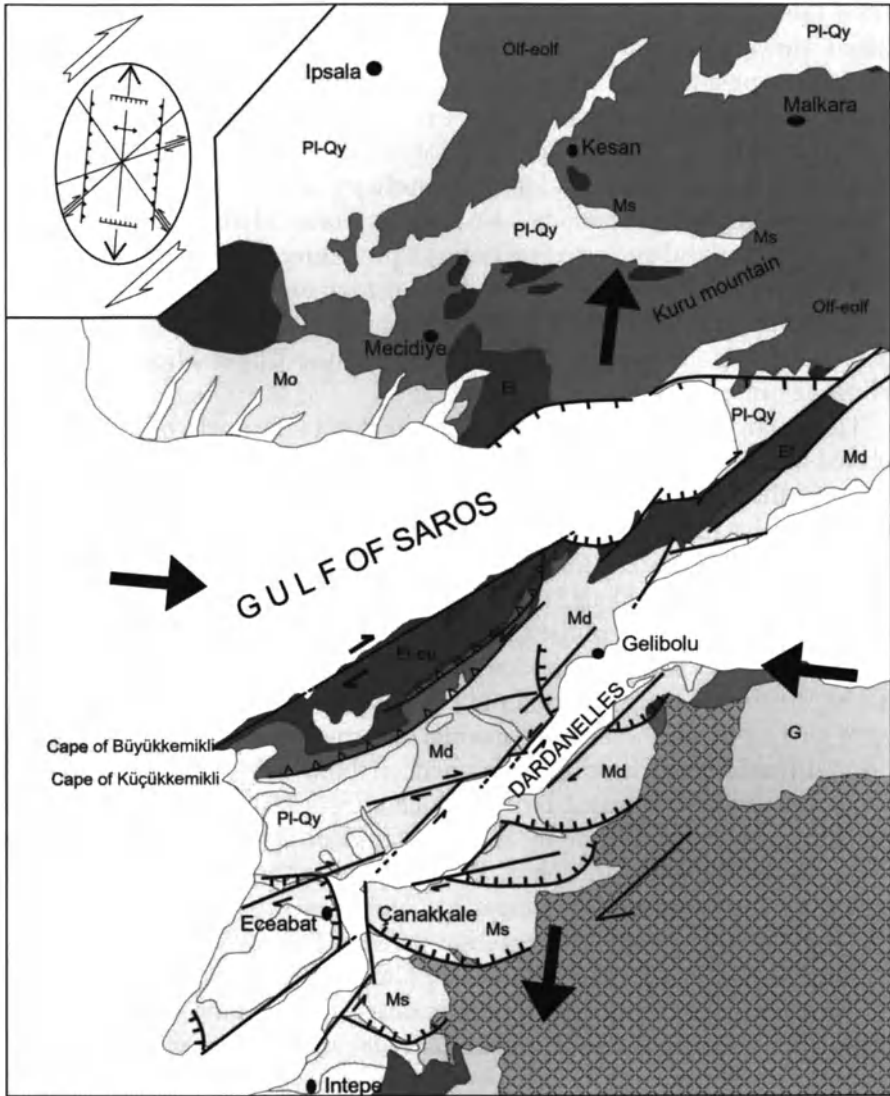 Pl-Qy
Olf-eolf
Ipsala
Malkara
Pl-Qy
Kesan
Ms
Pl-Qy
Ms
Kuru mountain
Olf-eolf
Mecidiye
Mo
Pl-Qy
Md
GULF OF SAROS
Md
Gelibolu
DARDANELLES
Cape of Büyükkemikli
Md
G
Cape of Küçükkemikli
Md
Pl-Qy
Eceabat
Canakkale
Ms
Ms
Intepe